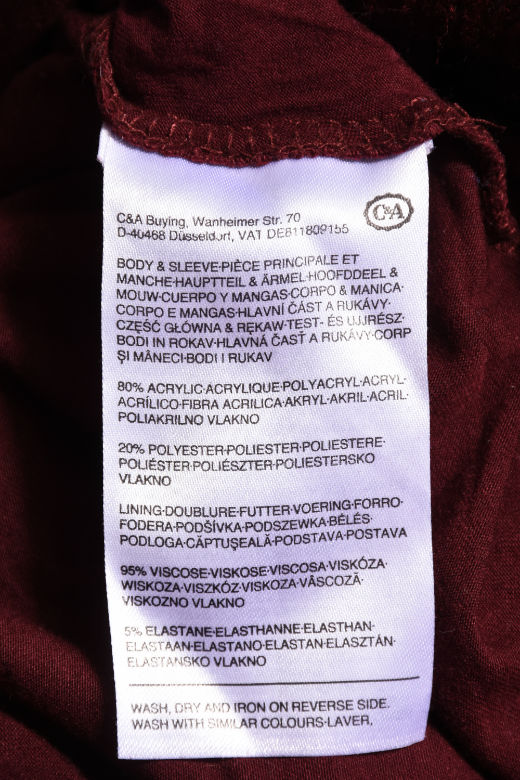 C&A
C&A Buying, Wanheimer Str. 70
D-40468 Düsseldorf, VAT DE811809155
BODY & SLEEVE·PIÈCE PRINCIPALE ET
MANCHE·HAUPTTEIL & ÄRMEL·HOOFDDEEL &
MOUW·CUERPO Y MANGAS·CORPO & MANICA·
CORPO E MANGAS·HLAVNÍ ČÁST A RUKÁVY·
CZĘŚĆ GŁÓWNA & RĘKAW·TEST- ÉS UJJRÉSZ·
BODI IN ROKAV·HLAVNÁ ČASŤ A RUKÁVY·CORP
ȘI MÂNECI·BODI I RUKAV
80% ACRYLIC·ACRYLIQUE·POLYACRYL·ACRYL·
ACRÍLICO·FIBRA ACRILICA·AKRYL·AKRIL·ACRIL·
POLIAKRILNO VLAKNO
20% POLYESTER·POLIESTER·POLIESTERE·
POLIÉSTER·POLIÉSZTER·POLIESTERSKO
VLAKNO
LINING·DOUBLURE·FUTTER·VOERING·FORRO·
FODERA·PODŠÍVKA·PODSZEWKA·BÉLÉS·
PODLOGA·CĂPTUȘEALĂ·PODSTAVA·POSTAVA
95% VISCOSE·VISKOSE·VISCOSA·VISKÓZA·
WISKOZA·VISZKÓZ·VISKOZA·VÂSCOZĂ·
VISKOZNO VLAKNO
5% ELASTANE·ELASTHANNE·ELASTHAN·
ELASTAAN·ELASTANO·ELASTAN·ELASZTÁN·
ELASTANSKO VLAKNO
WASH, DRY AND IRON ON REVERSE SIDE.
WASH WITH SIMILAR COLOURS·LAVER,